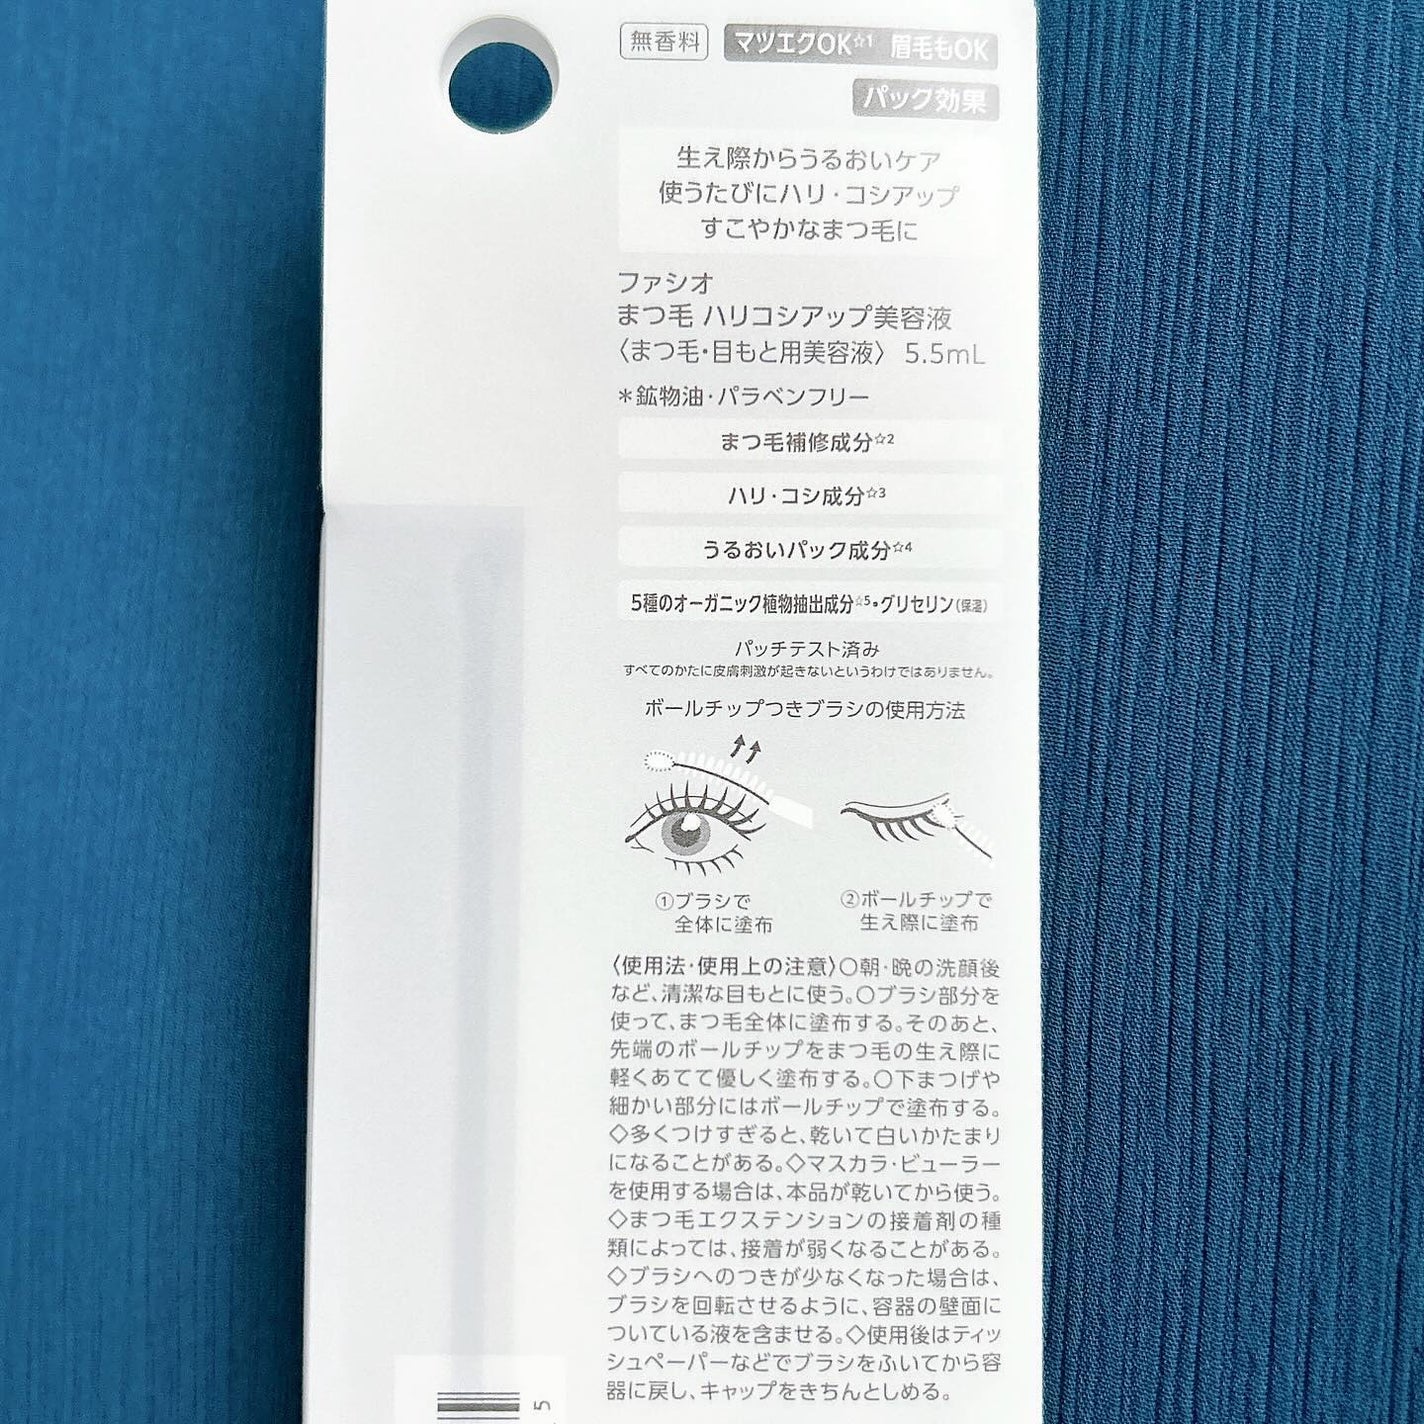 無香料 マツエクOK☆1 眉毛もOK
パック効果
生え際からうるおいケア
使うたびにハリ・コシアップ
すこやかなまつ毛に
ファシオ
まつ毛 ハリコシアップ美容液
〈まつ毛・目もと用美容液〉 5.5mL
＊鉱物油・パラベンフリー
まつ毛補修成分☆2
ハリ・コシ成分☆3
うるおいパック成分☆4
5種のオーガニック植物抽出成分☆5・グリセリン(保湿)
パッチテスト済み
すべてのかたに皮膚刺激が起きないというわけではありません。
ボールチップつきブラシの使用方法
①ブラシで
全体に塗布
②ボールチップで
生え際に塗布
〈使用法・使用上の注意〉○朝・晩の洗顔後
など、清潔な目もとに使う。○ブラシ部分を
使って、まつ毛全体に塗布する。そのあと、
先端のボールチップをまつ毛の生え際に
軽くあてて優しく塗布する。○下まつげや
細かい部分にはボールチップで塗布する。
◇多くつけすぎると、乾いて白いかたまり
になることがある。◇マスカラ・ビューラー
を使用する場合は、本品が乾いてから使う。
◇まつ毛エクステンションの接着剤の種
類によっては、接着が弱くなることがある。
◇ブラシへのつきが少なくなった場合は、
ブラシを回転させるように、容器の壁面に
ついている液を含ませる。◇使用後はティッ
シュペーパーなどでブラシをふいてから容
器に戻し、キャップをきちんとしめる。
5